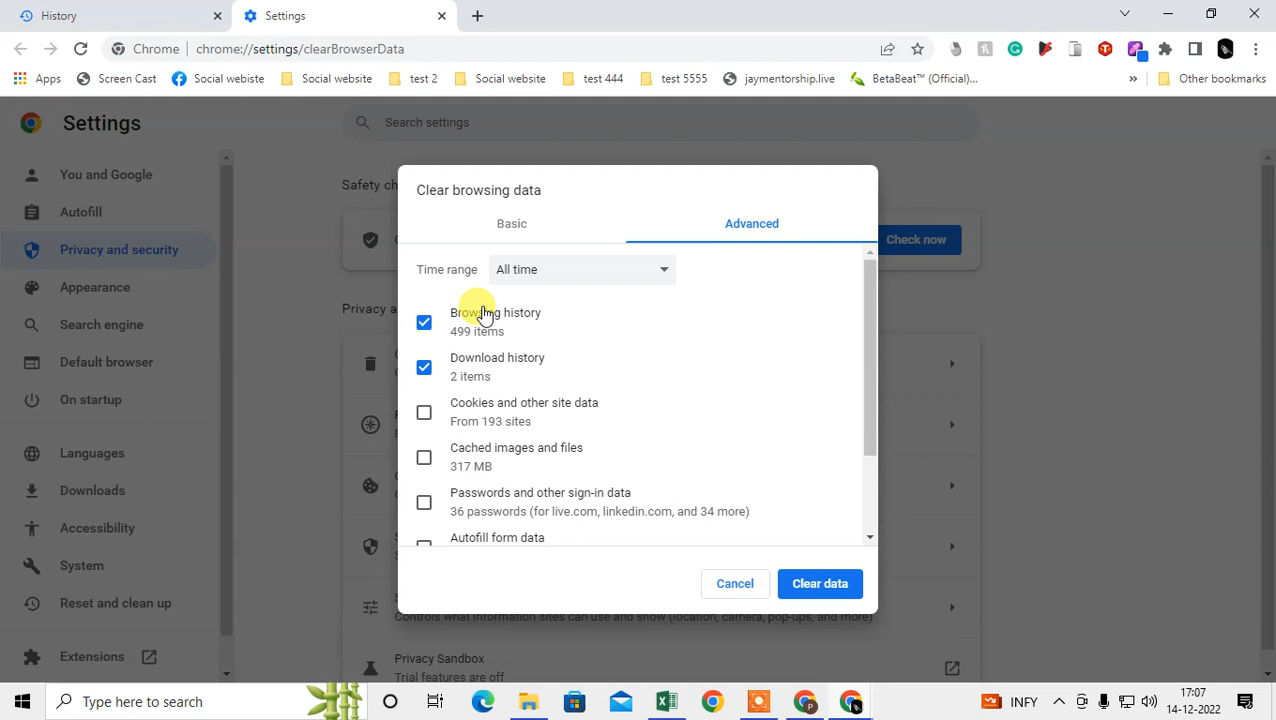 History
Settings
Chrome
chrome://settings/clearBrowserData
Apps
Screen Cast
Social webiste
Social website
test 2
Social website
test 444
test 5555
jaymentorship.live
BetaBeat™ (Official)...
»
Other bookmarks
Settings
Search settings
You and Google
Autofill
Privacy and security
Appearance
Search engine
Default browser
On startup
Languages
Downloads
Accessibility
System
Reset and clean up
Extensions
Safety ch
Check now
Privacy a
Clear browsing data
Basic
Advanced
Time range
All time
Browsing history
499 items
Download history
2 items
Cookies and other site data
From 193 sites
Cached images and files
317 MB
Passwords and other sign-in data
36 passwords (for live.com, linkedin.com, and 34 more)
Autofill form data
Cancel
Clear data
Controls what information sites can use and show (location, camera, pop-ups, and more)
Privacy Sandbox
Trial features are off
Type here to search
INFY
17:07
14-12-2022